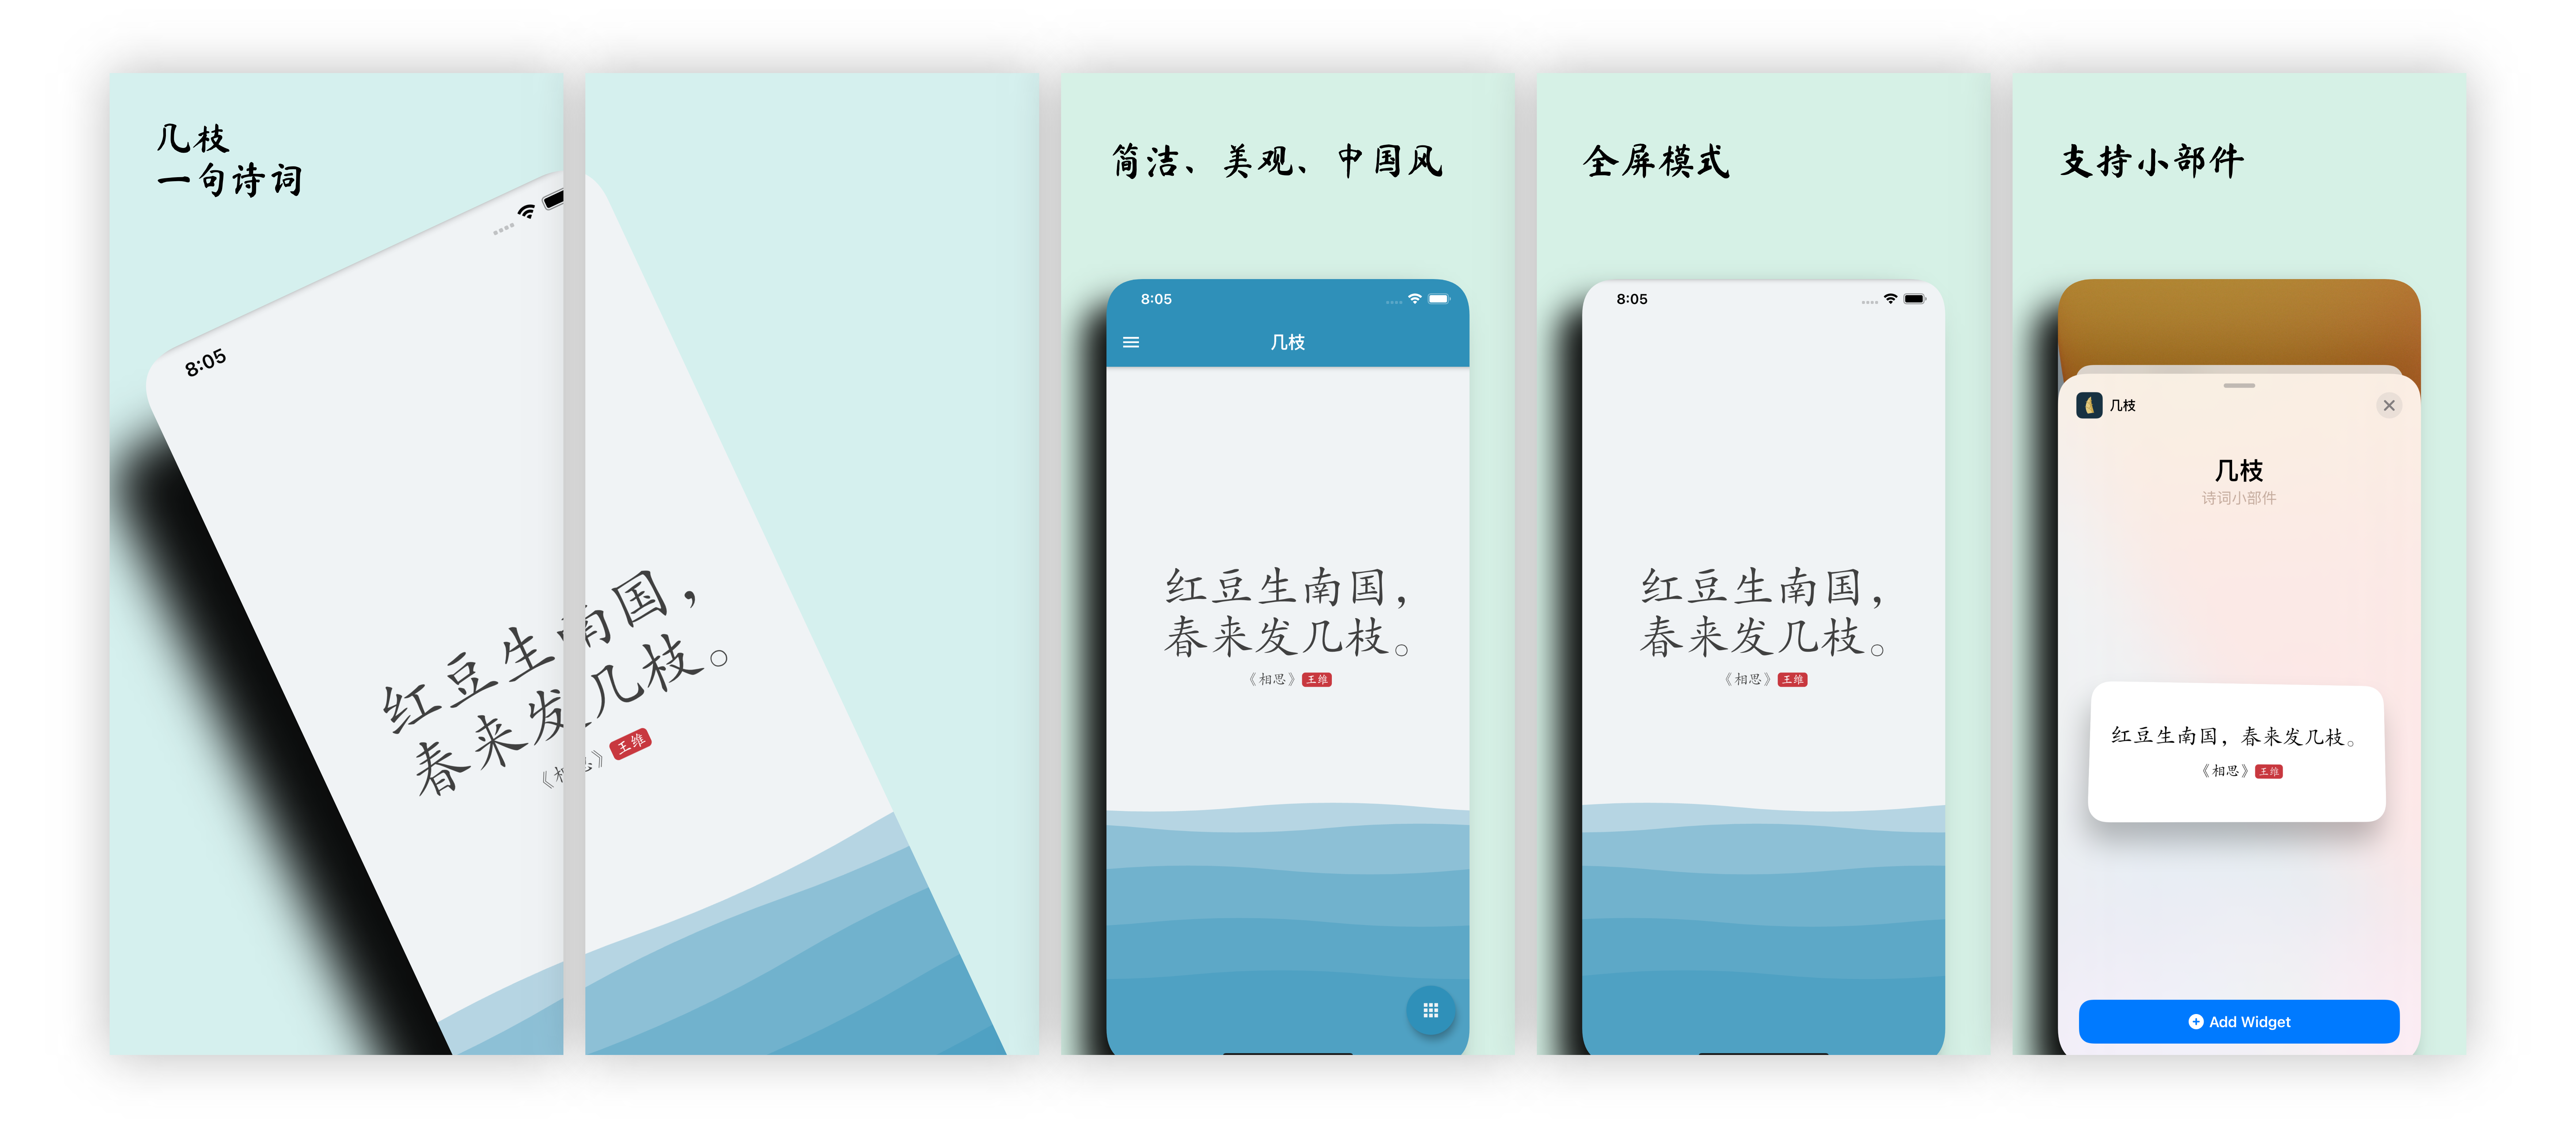 几枝
一句诗词
8:05
红豆生南国，
春来发几枝。
《相思》王维
简洁、美观、中国风
8:05
几枝
红豆生南国，
春来发几枝。
《相思》王维
全屏模式
8:05
红豆生南国，
春来发几枝。
《相思》王维
支持小部件
几枝
几枝
诗词小部件
红豆生南国，春来发几枝。
《相思》王维
Add Widget